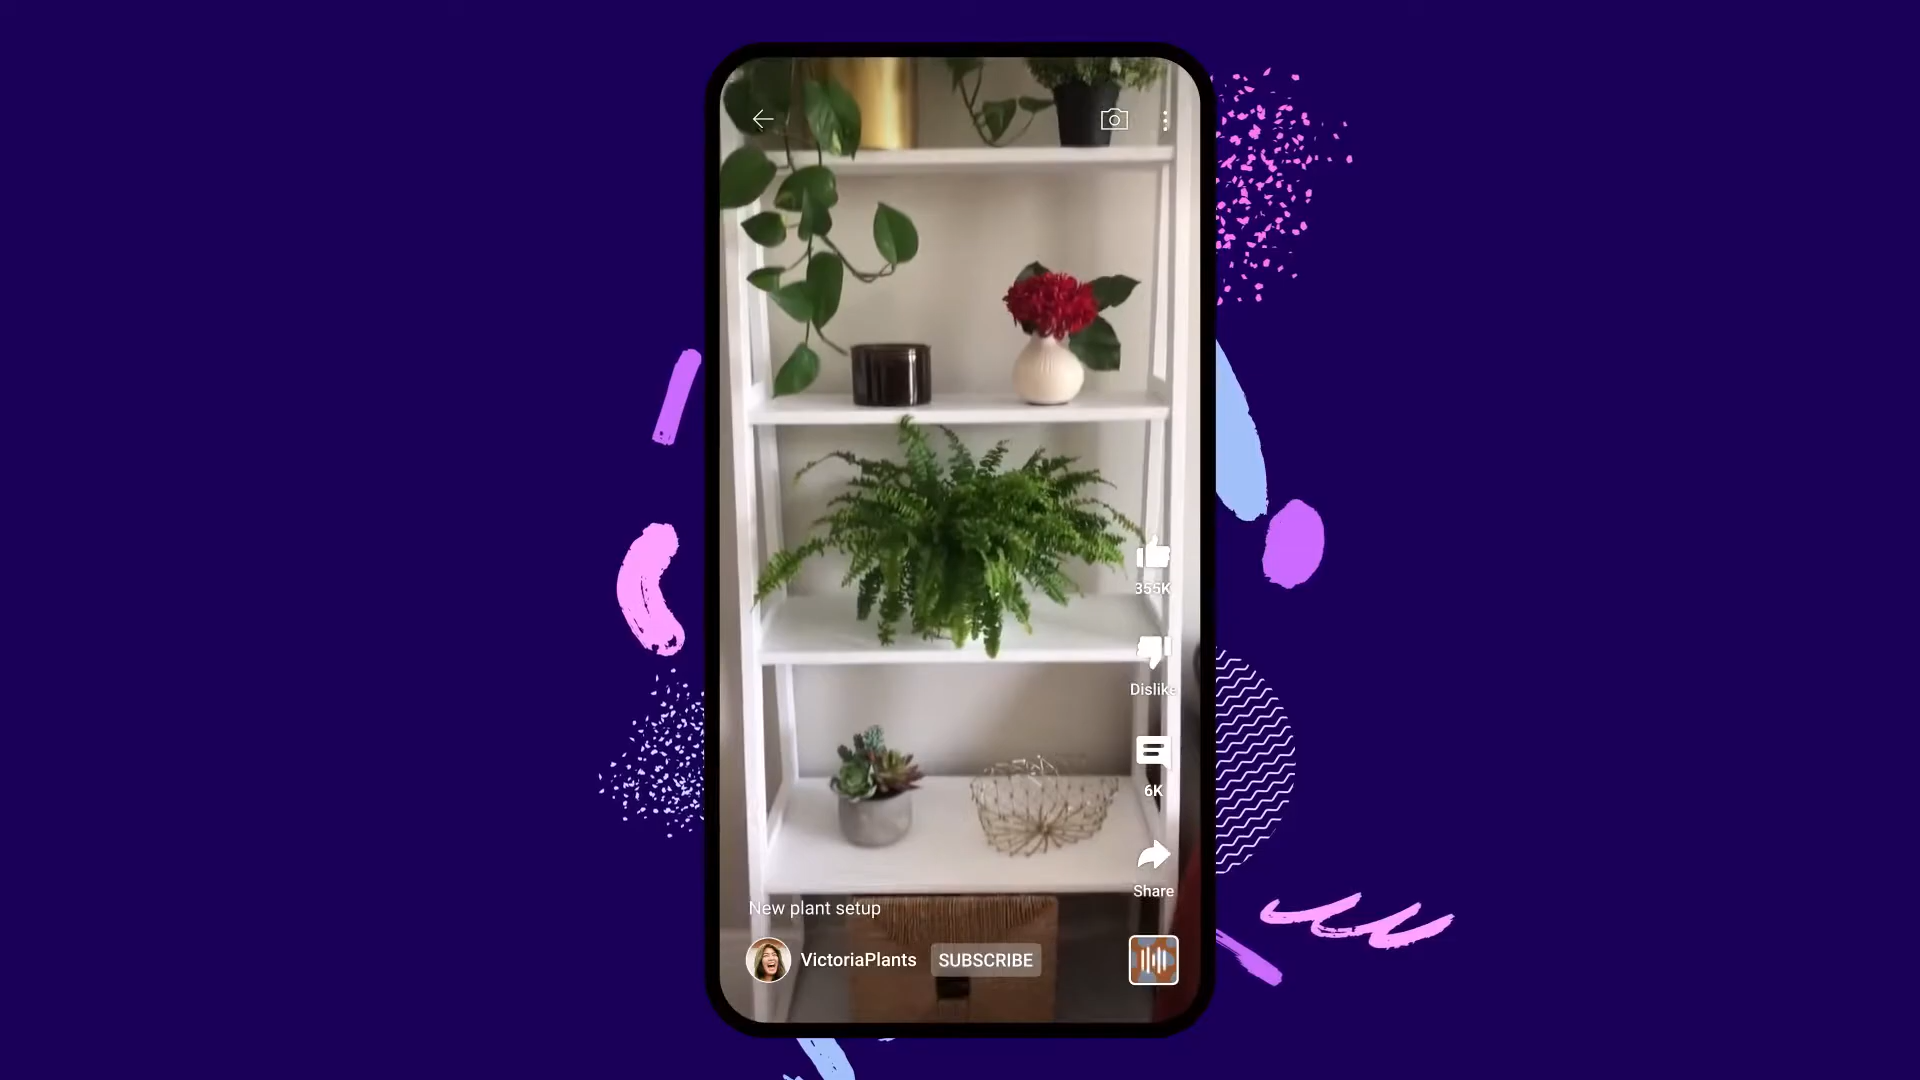 355K
Dislike
6K
Share
New plant setup
VictoriaPlants SUBSCRIBE